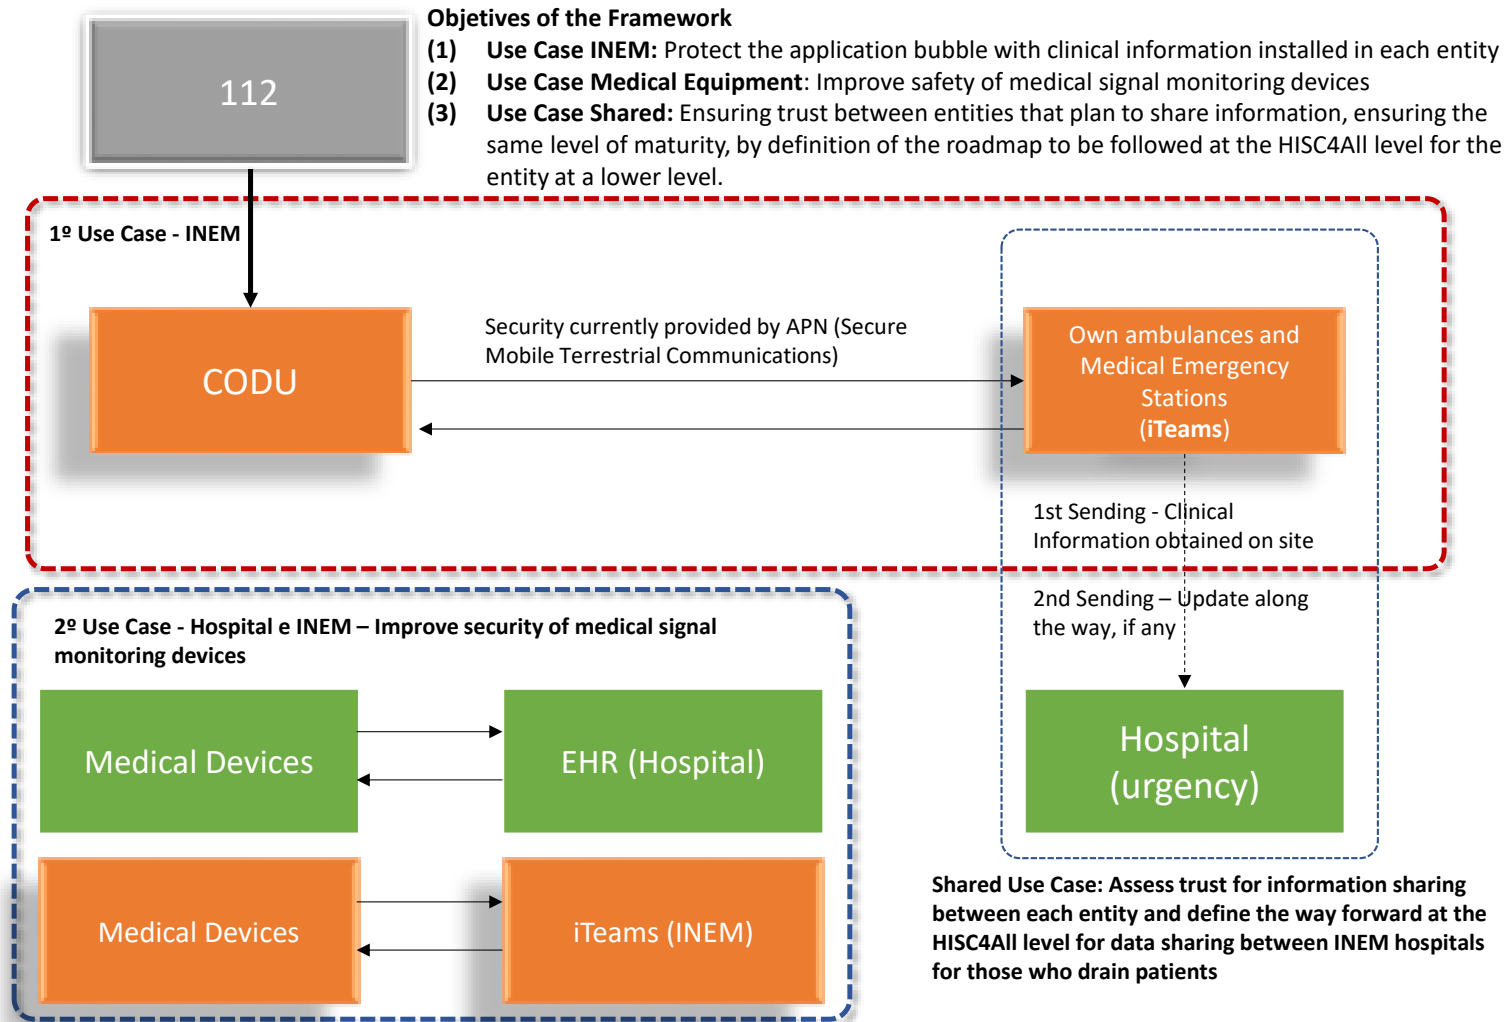 Objetives of the Framework
(1) Use Case INEM: Protect the application bubble with clinical information installed in each entity
(2) Use Case Medical Equipment: Improve safety of medical signal monitoring devices
(3) Use Case Shared: Ensuring trust between entities that plan to share information, ensuring the
same level of maturity, by definition of the roadmap to be followed at the HISC4All level for the
entity at a lower level.
112
1º Use Case - INEM
CODU
Security currently provided by APN (Secure
Mobile Terrestrial Communications)
Own ambulances and
Medical Emergency
Stations
(iTeams)
1st Sending - Clinical
Information obtained on site
2nd Sending – Update along
the way, if any
Hospital
(urgency)
2º Use Case - Hospital e INEM – Improve security of medical signal
monitoring devices
Medical Devices
EHR (Hospital)
Medical Devices
iTeams (INEM)
Shared Use Case: Assess trust for information sharing
between each entity and define the way forward at the
HISC4All level for data sharing between INEM hospitals
for those who drain patients